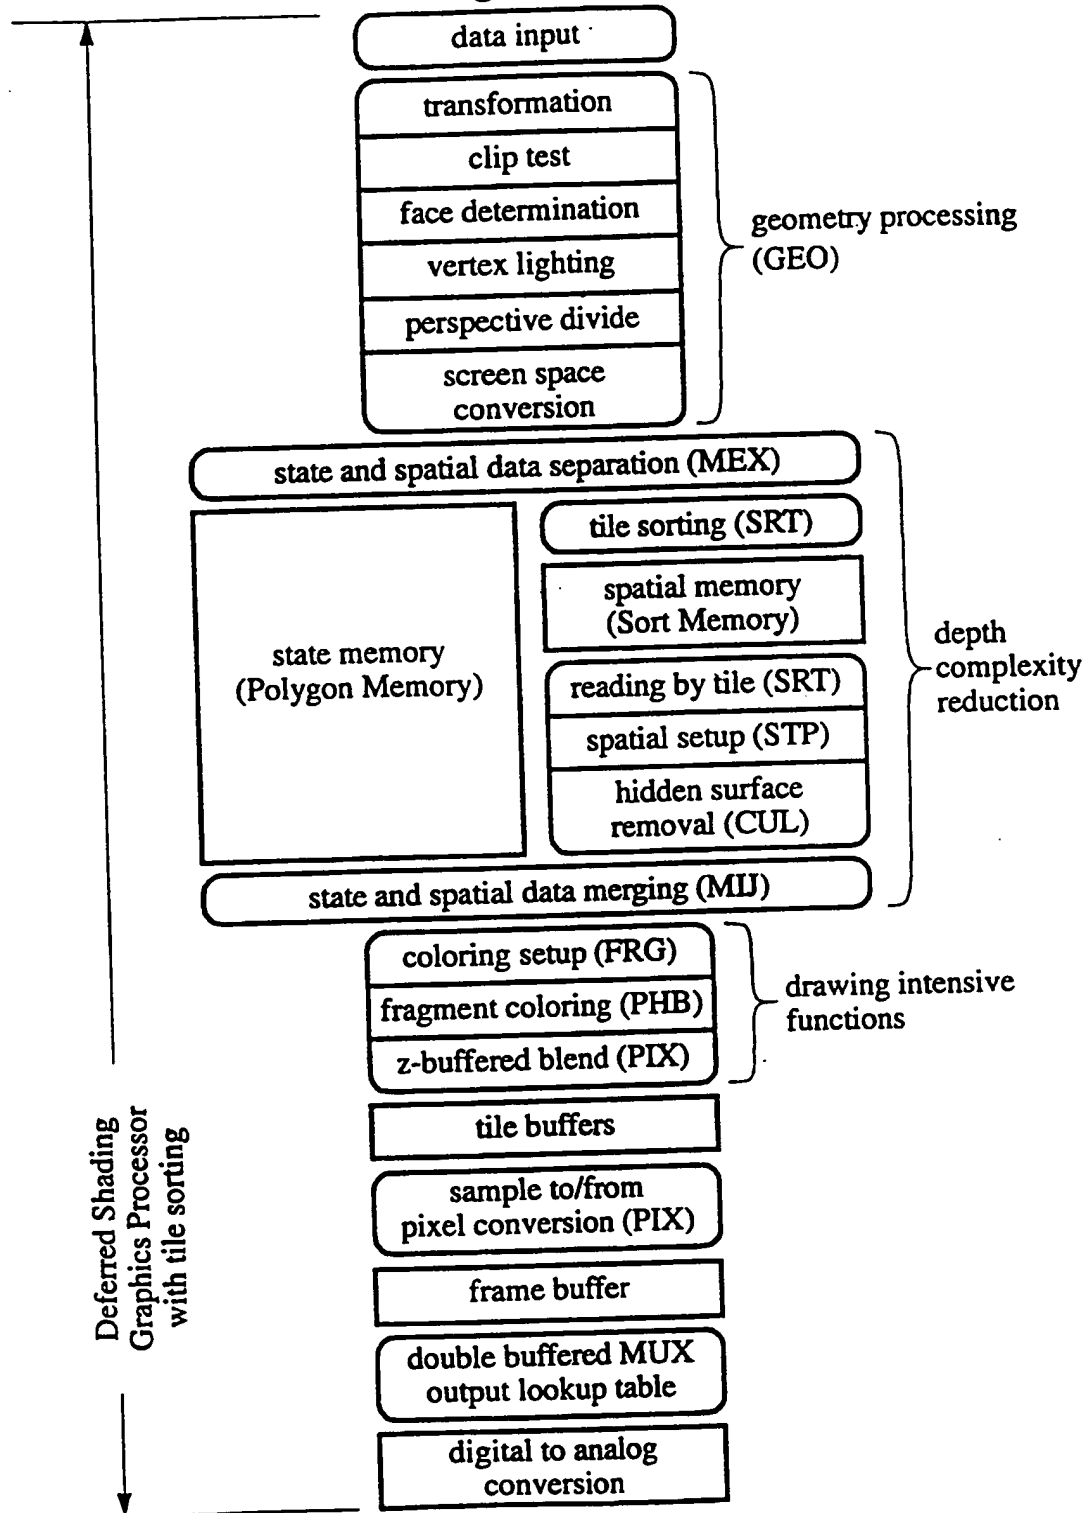 data input
transformation
clip test
face determination
vertex lighting
perspective divide
screen space
conversion
geometry processing
(GEO)
state and spatial data separation (MEX)
state memory
(Polygon Memory)
tile sorting (SRT)
spatial memory
(Sort Memory)
reading by tile (SRT)
spatial setup (STP)
hidden surface
removal (CUL)
depth
complexity
reduction
state and spatial data merging (MIJ)
coloring setup (FRG)
fragment coloring (PHB)
z-buffered blend (PIX)
drawing intensive
functions
tile buffers
sample to/from
pixel conversion (PIX)
frame buffer
double buffered MUX
output lookup table
digital to analog
conversion
Deferred Shading
Graphics Processor
with tile sorting